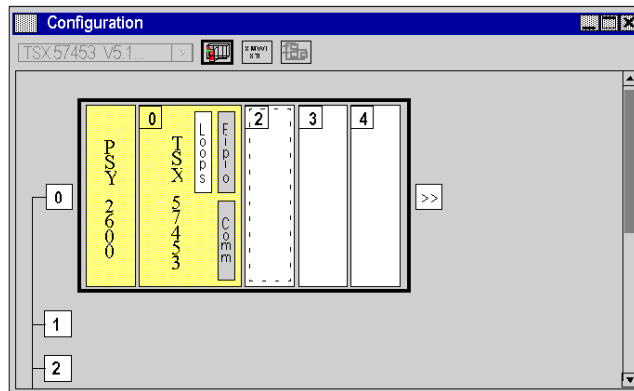 Configuration
TSX 57453 V5.1...
0 2 3 4
PSY 2600
TSX 57453
Loops
Fipio
Comm
0
>>
1
2